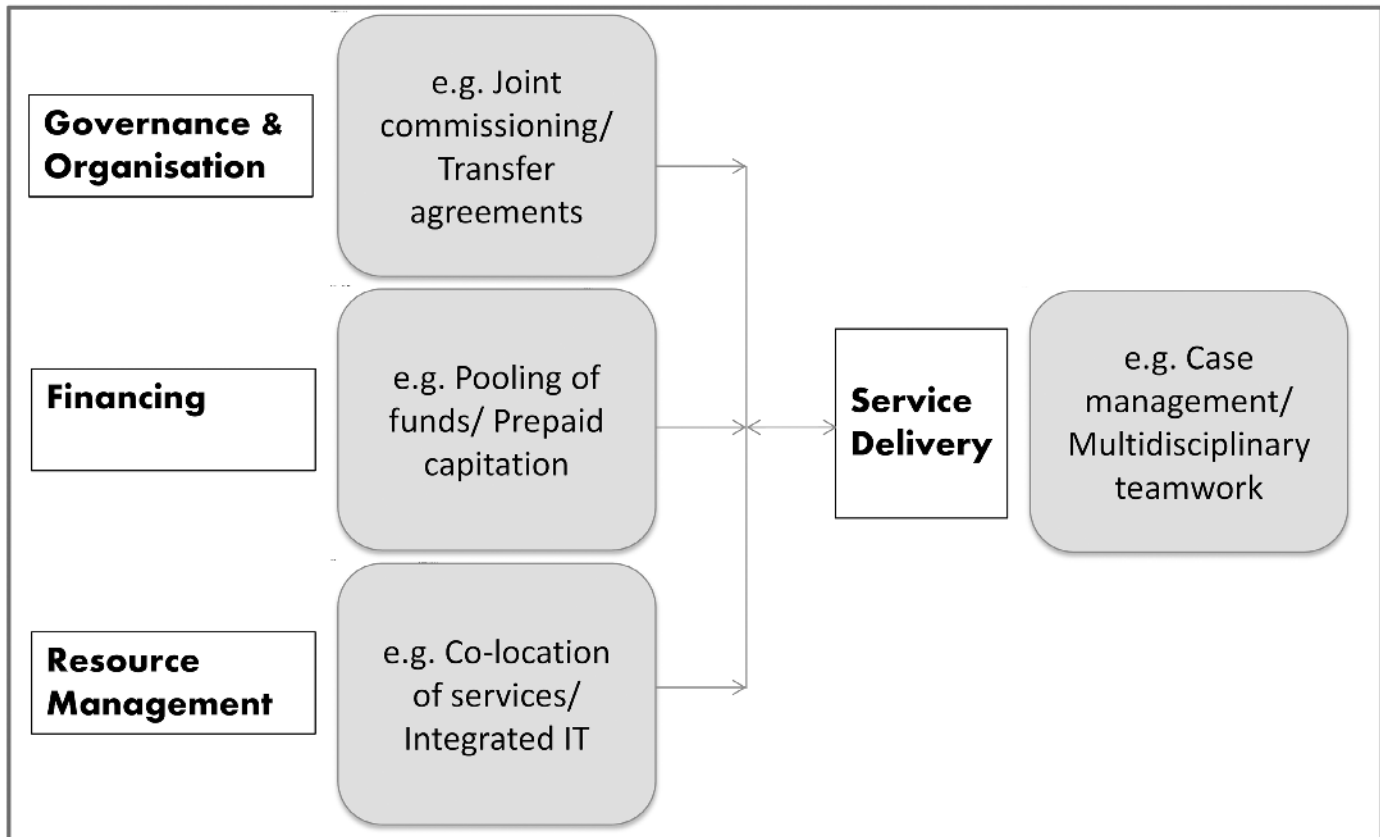 Governance &
Organisation
e.g. Joint
commissioning/
Transfer
agreements
Financing
e.g. Pooling of
funds/ Prepaid
capitation
Resource
Management
e.g. Co-location
of services/
Integrated IT
Service
Delivery
e.g. Case
management/
Multidisciplinary
teamwork